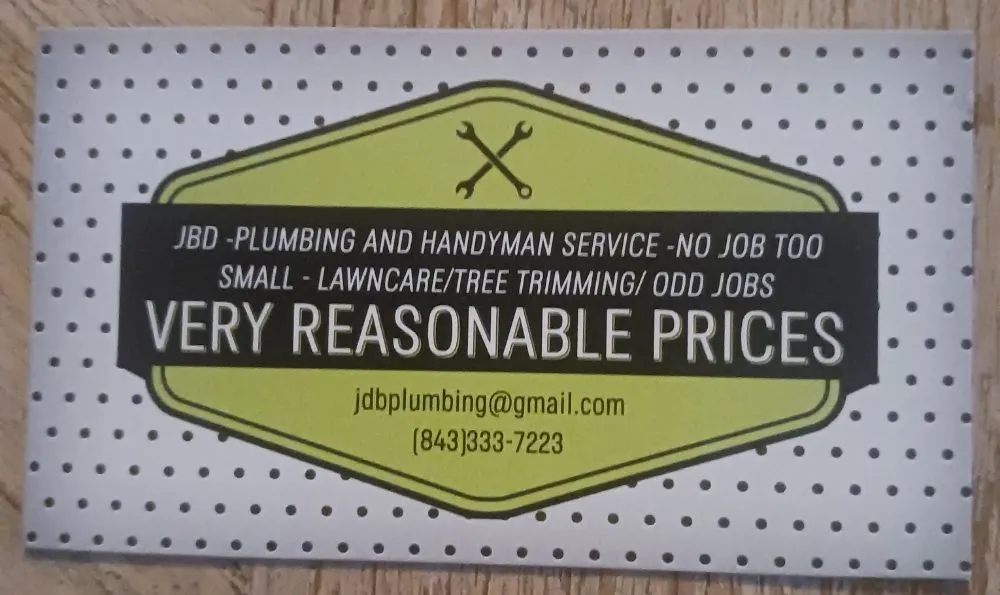 JBD -PLUMBING AND HANDYMAN SERVICE -NO JOB TOO
SMALL - LAWNCARE/TREE TRIMMING/ ODD JOBS
VERY REASONABLE PRICES
jdbplumbing@gmail.com
(843)333-7223